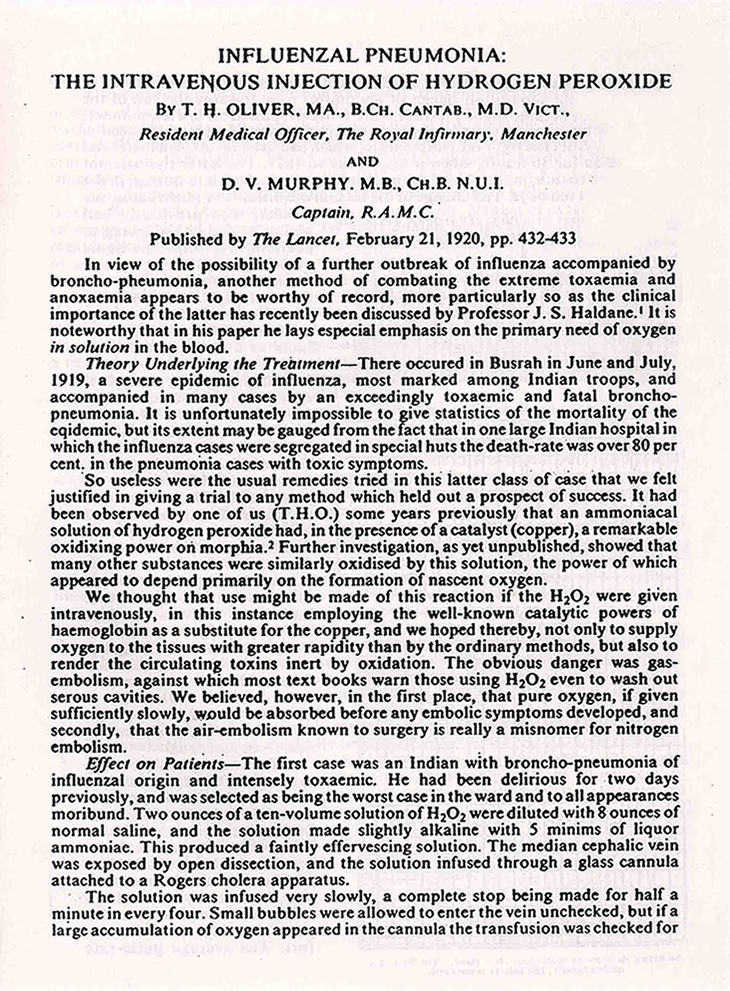 INFLUENZAL PNEUMONIA:
THE INTRAVENOUS INJECTION OF HYDROGEN PEROXIDE
BY T. H. OLIVER, MA., B.CH. CANTAB., M.D. VICT.,
Resident Medical Officer, The Royal Infirmary, Manchester
AND
D. V. MURPHY. M.B., CH.B. N.U.I.
Captain, R.A.M.C.
Published by The Lancet, February 21, 1920, pp. 432-433
In view of the possibility of a further outbreak of influenza accompanied by
broncho-pheumonia, another method of combating the extreme toxaemia and
anoxaemia appears to be worthy of record, more particularly so as the clinical
importance of the latter has recently been discussed by Professor J. S. Haldane.¹ It is
noteworthy that in his paper he lays especial emphasis on the primary need of oxygen
in solution in the blood.
Theory Underlying the Treatment—There occured in Busrah in June and July,
1919, a severe epidemic of influenza, most marked among Indian troops, and
accompanied in many cases by an exceedingly toxaemic and fatal broncho-
pneumonia. It is unfortunately impossible to give statistics of the mortality of the
eqidemic, but its extent may be gauged from the fact that in one large Indian hospital in
which the influenza cases were segregated in special huts the death-rate was over 80 per
cent. in the pneumonia cases with toxic symptoms.
So useless were the usual remedies tried in this latter class of case that we felt
justified in giving a trial to any method which held out a prospect of success. It had
been observed by one of us (T.H.O.) some years previously that an ammoniacal
solution of hydrogen peroxide had, in the presence of a catalyst (copper), a remarkable
oxidixing power on morphia.² Further investigation, as yet unpublished, showed that
many other substances were similarly oxidised by this solution, the power of which
appeared to depend primarily on the formation of nascent oxygen.
We thought that use might be made of this reaction if the H₂O₂ were given
intravenously, in this instance employing the well-known catalytic powers of
haemoglobin as a substitute for the copper, and we hoped thereby, not only to supply
oxygen to the tissues with greater rapidity than by the ordinary methods, but also to
render the circulating toxins inert by oxidation. The obvious danger was gas-
embolism, against which most text books warn those using H₂O₂ even to wash out
serous cavities. We believed, however, in the first place, that pure oxygen, if given
sufficiently slowly, would be absorbed before any embolic symptoms developed, and
secondly, that the air-embolism known to surgery is really a misnomer for nitrogen
embolism.
Effect on Patients—The first case was an Indian with broncho-pneumonia of
influenzal origin and intensely toxaemic. He had been delirious for two days
previously, and was selected as being the worst case in the ward and to all appearances
moribund. Two ounces of a ten-volume solution of H₂O₂ were diluted with 8 ounces of
normal saline, and the solution made slightly alkaline with 5 minims of liquor
ammoniae. This produced a faintly effervescing solution. The median cephalic vein
was exposed by open dissection, and the solution infused through a glass cannula
attached to a Rogers cholera apparatus.
The solution was infused very slowly, a complete stop being made for half a
minute in every four. Small bubbles were allowed to enter the vein unchecked, but if a
large accumulation of oxygen appeared in the cannula the transfusion was checked for